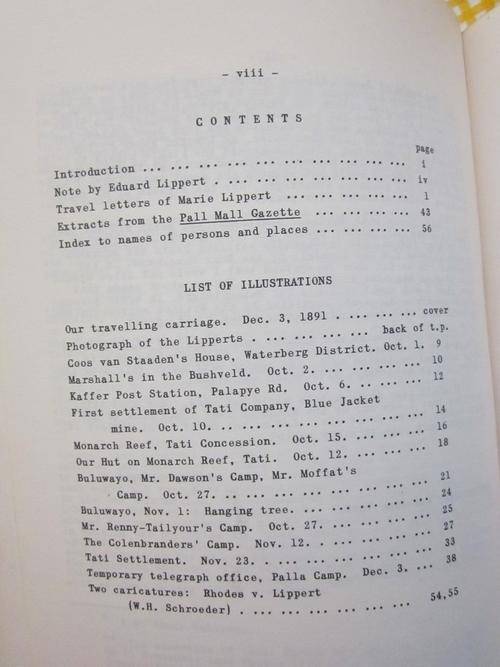 - viii -
CONTENTS
page
Introduction ... ... ... ... ... ... ... ... ... ... i
Note by Eduard Lippert . ... ... ... ... ... ... ... iv
Travel letters of Marie Lippert ... ... ... ... ... 1
Extracts from the Pall Mall Gazette ... ... ... ... 43
Index to names of persons and places ... ... ... ... 56
LIST OF ILLUSTRATIONS
Our travelling carriage. Dec. 3, 1891 . ... ... ... cover
Photograph of the Lipperts . ... ... ... ... back of t.p.
Coos van Staaden's House, Waterberg District. Oct. 1. 9
Marshall's in the Bushveld. Oct. 2. ... ... ... ... 10
Kaffer Post Station, Palapye Rd. Oct. 6. ... ... ... 12
First settlement of Tati Company, Blue Jacket
mine. Oct. 10. .. ... ... ... ... ... ... ... 14
Monarch Reef, Tati Concession. Oct. 15. ... ... ... 16
Our Hut on Monarch Reef, Tati. Oct. 12. ... ... ... 18
Buluwayo, Mr. Dawson's Camp, Mr. Moffat's
Camp. Oct. 27. .. ... ... ... ... ... ... ... 21
Buluwayo, Nov. 1: Hanging tree. ... ... ... ... ... 24
Mr. Renny-Tailyour's Camp. Oct. 27. ... ... ... ... 25
The Colenbranders' Camp. Nov. 12. . ... ... ... ... 27
Tati Settlement. Nov. 23. . ... ... ... ... ... ... 33
Temporary telegraph office, Palla Camp. Dec. 3. ... 38
Two caricatures: Rhodes v. Lippert
(W.H. Schroeder) . ... ... ... ... ... ... 54,55